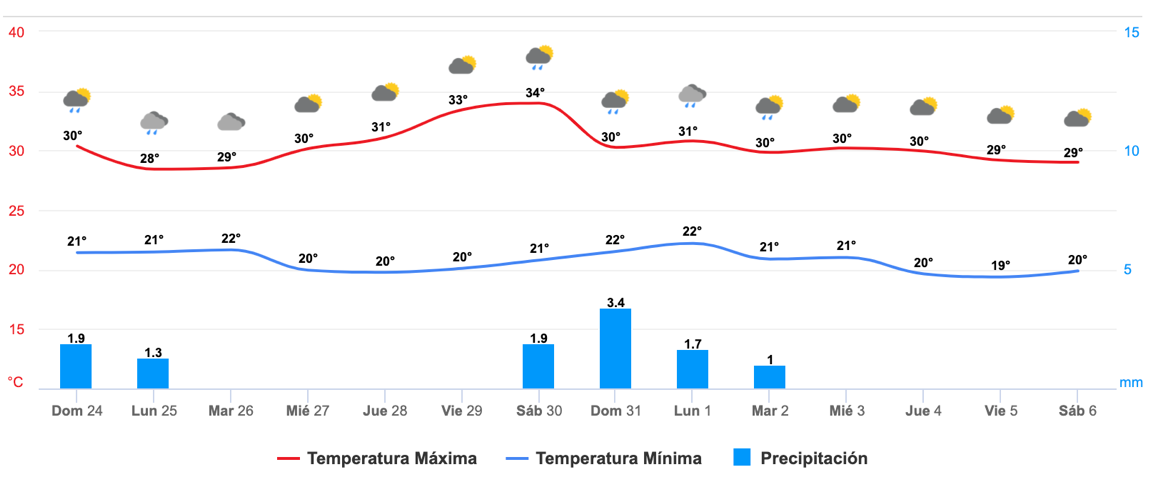 40 15
35
34°
33°
30° 31° 30° 31°
28° 29° 30° 30° 30° 30° 29° 29°
30 10
25
21° 21° 22° 20° 20° 20° 21° 22° 22° 21° 21° 20° 19° 20°
20 5
15
1.9 1.3 1.9 3.4 1.7 1
°C mm
Dom 24 Lun 25 Mar 26 Mié 27 Jue 28 Vie 29 Sáb 30 Dom 31 Lun 1 Mar 2 Mié 3 Jue 4 Vie 5 Sáb 6
Temperatura Máxima Temperatura Mínima Precipitación